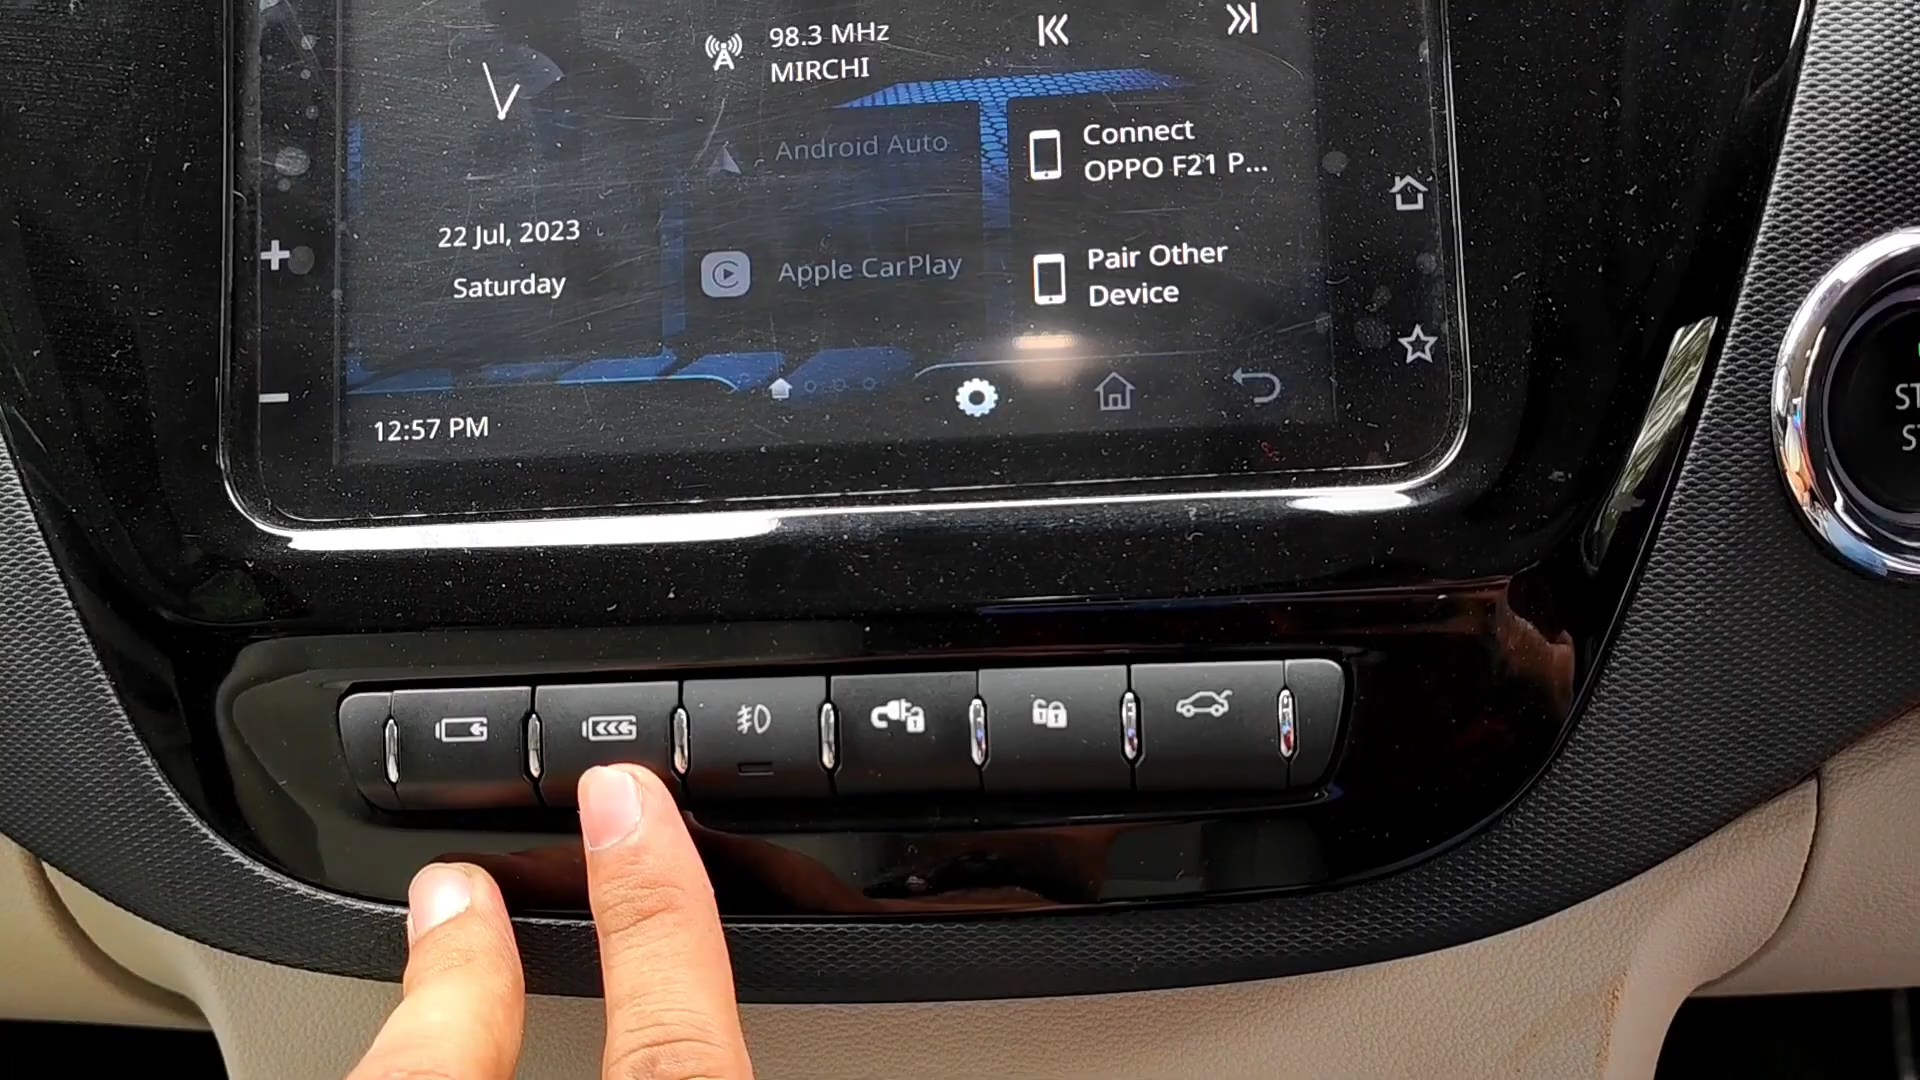 98.3 MHz
MIRCHI
Android Auto
Connect
OPPO F21 P...
22 Jul, 2023
Saturday
Apple CarPlay
Pair Other
Device
12:57 PM
ST